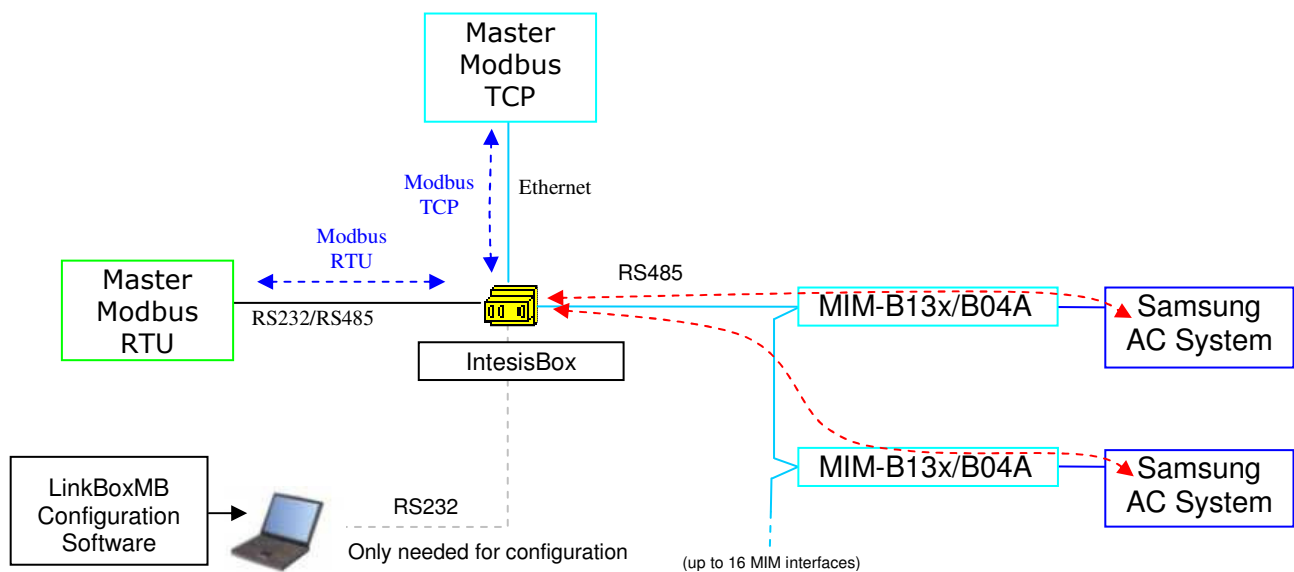 Master
Modbus
TCP
Modbus
TCP
Ethernet
Modbus
RTU
RS485
Master
Modbus
RTU
RS232/RS485
MIM-B13x/B04A
Samsung
AC System
IntesisBox
MIM-B13x/B04A
Samsung
AC System
LinkBoxMB
Configuration
Software
RS232
Only needed for configuration
(up to 16 MIM interfaces)